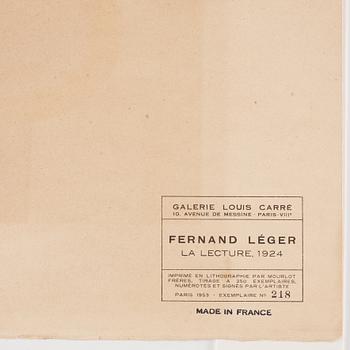 GALERIE LOUIS CARRÉ
10. AVENUE DE MESSINE · PARIS·VIIIᵉ
FERNAND LÉGER
LA LECTURE, 1924
IMPRIMÉ EN LITHOGRAPHIE PAR MOURLOT
FRÈRES, TIRAGE A 350 EXEMPLAIRES,
NUMÉROTÉS ET SIGNÉS PAR L'ARTISTE
PARIS 1953 · EXEMPLAIRE Nº 218
MADE IN FRANCE